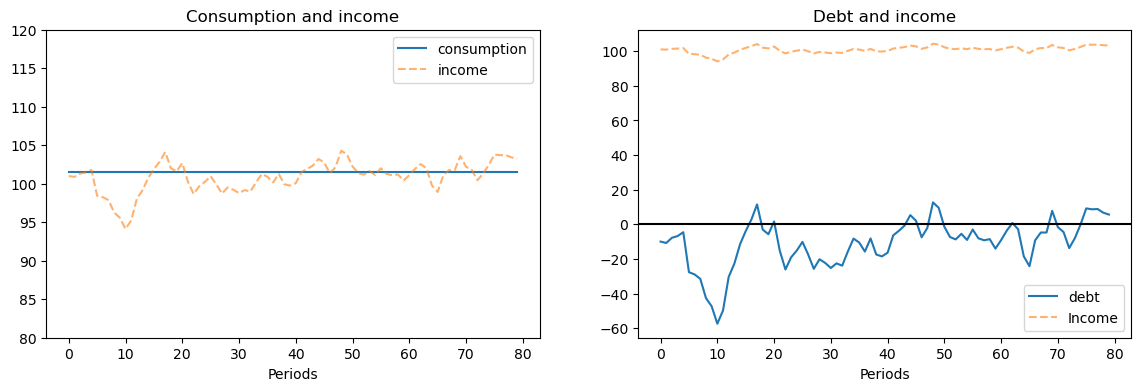 Consumption and income
120
115
110
105
100
95
90
85
80
0 10 20 30 40 50 60 70 80
Periods
consumption
income
Debt and income
100
80
60
40
20
0
−20
−40
−60
0 10 20 30 40 50 60 70 80
Periods
debt
Income